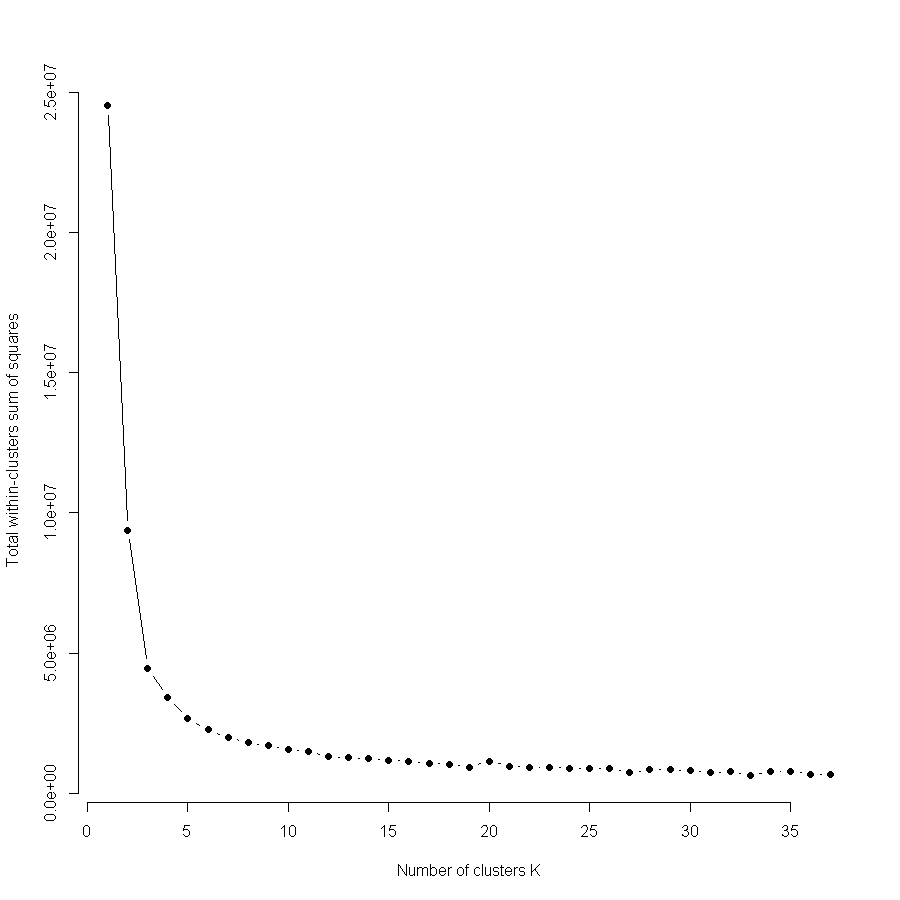 Total within-clusters sum of squares
2.5e+07
2.0e+07
1.5e+07
1.0e+07
5.0e+06
0.0e+00
0 5 10 15 20 25 30 35
Number of clusters K